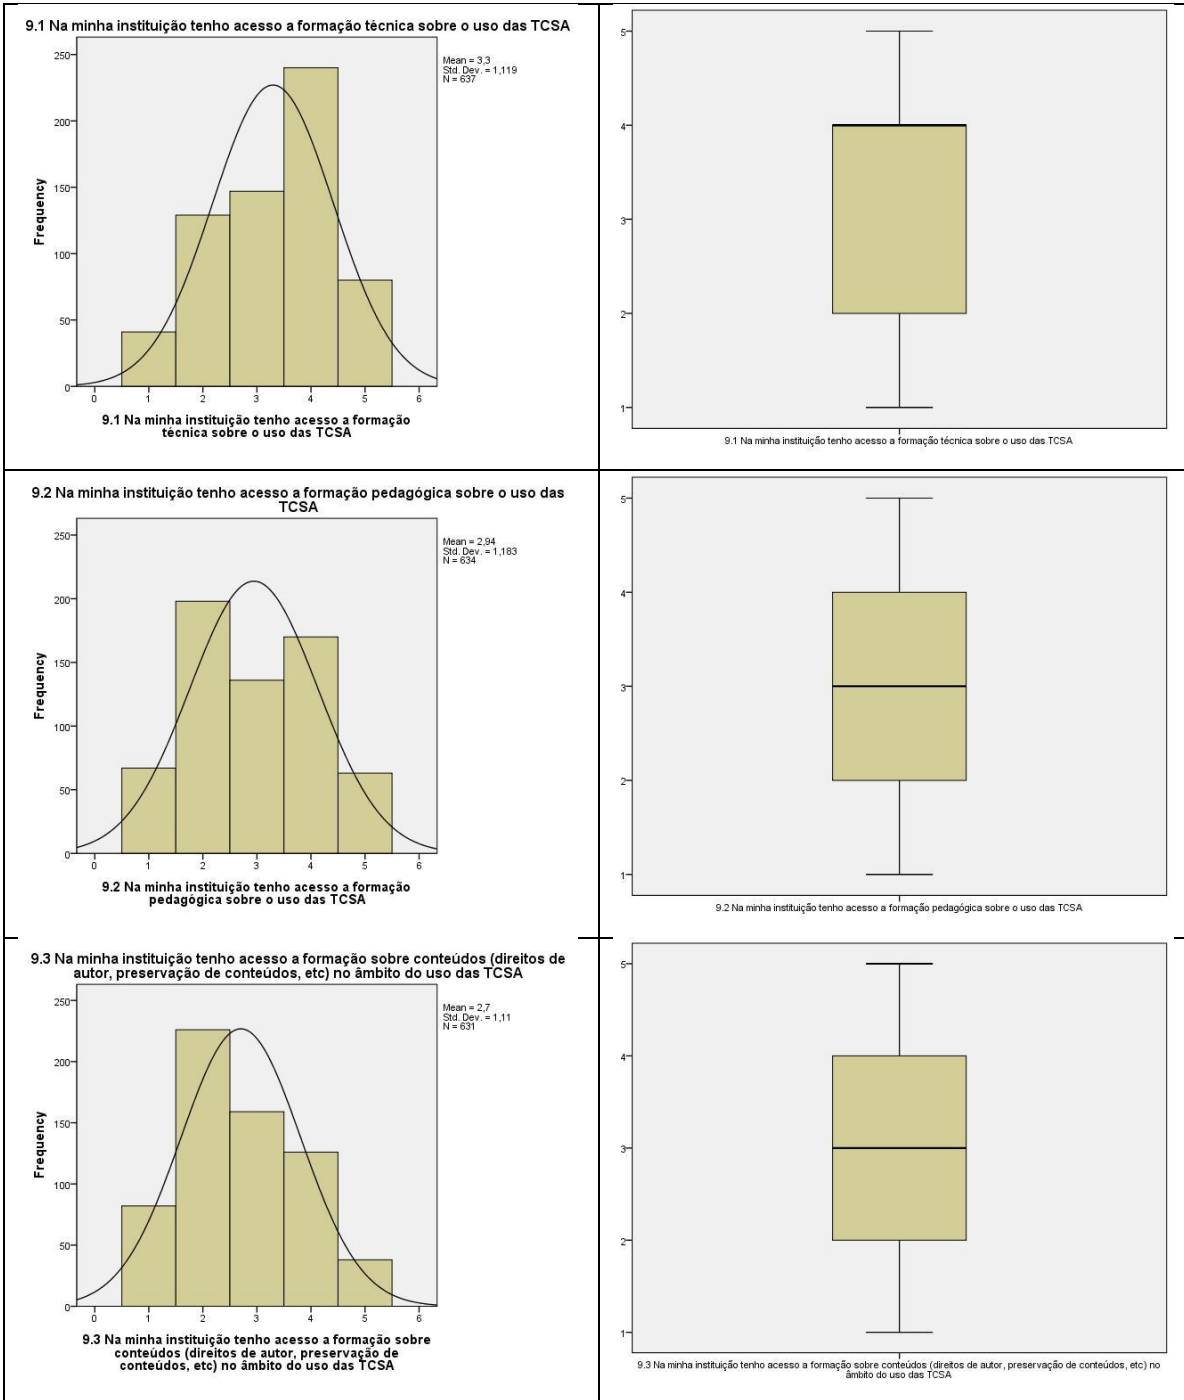 9.1 Na minha instituição tenho acesso a formação técnica sobre o uso das TCSA
Mean = 3,3
Std. Dev. = 1,119
N = 637
Frequency
250
200
150
100
50
0
0 1 2 3 4 5 6
9.1 Na minha instituição tenho acesso a formação
técnica sobre o uso das TCSA
5
4
3
2
1
9.1 Na minha instituição tenho acesso a formação técnica sobre o uso das TCSA
9.2 Na minha instituição tenho acesso a formação pedagógica sobre o uso das
TCSA
Mean = 2,94
Std. Dev. = 1,183
N = 634
Frequency
250
200
150
100
50
0
0 1 2 3 4 5 6
9.2 Na minha instituição tenho acesso a formação
pedagógica sobre o uso das TCSA
5
4
3
2
1
9.2 Na minha instituição tenho acesso a formação pedagógica sobre o uso das TCSA
9.3 Na minha instituição tenho acesso a formação sobre conteúdos (direitos de
autor, preservação de conteúdos, etc) no âmbito do uso das TCSA
Mean = 2,7
Std. Dev. = 1,11
N = 631
Frequency
250
200
150
100
50
0
0 1 2 3 4 5 6
9.3 Na minha instituição tenho acesso a formação sobre
conteúdos (direitos de autor, preservação de
conteúdos, etc) no âmbito do uso das TCSA
5
4
3
2
1
9.3 Na minha instituição tenho acesso a formação sobre conteúdos (direitos de autor, preservação de conteúdos, etc) no
âmbito do uso das TCSA